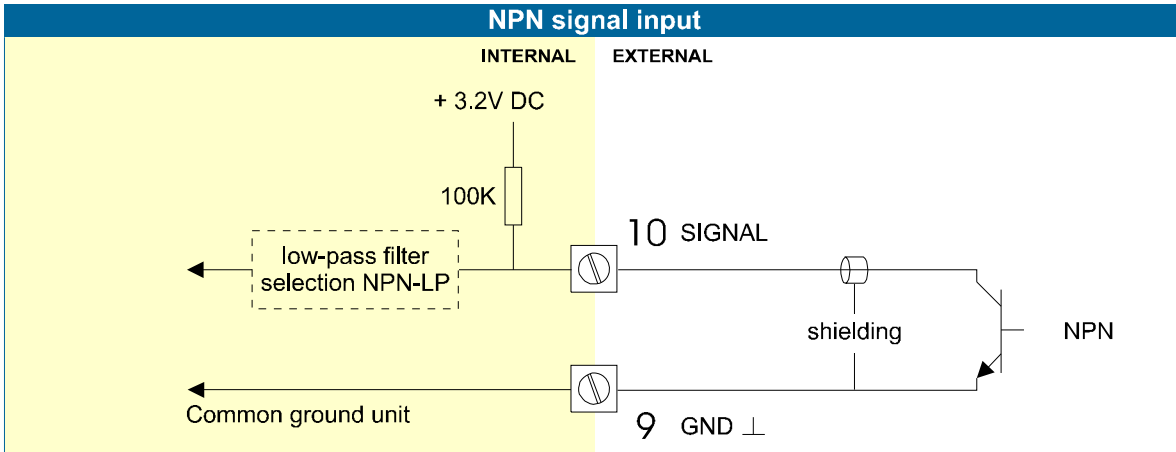 NPN signal input
INTERNAL EXTERNAL
+ 3.2V DC
100K
10 SIGNAL
low-pass filter
selection NPN-LP
shielding
NPN
Common ground unit
9 GND ⊥